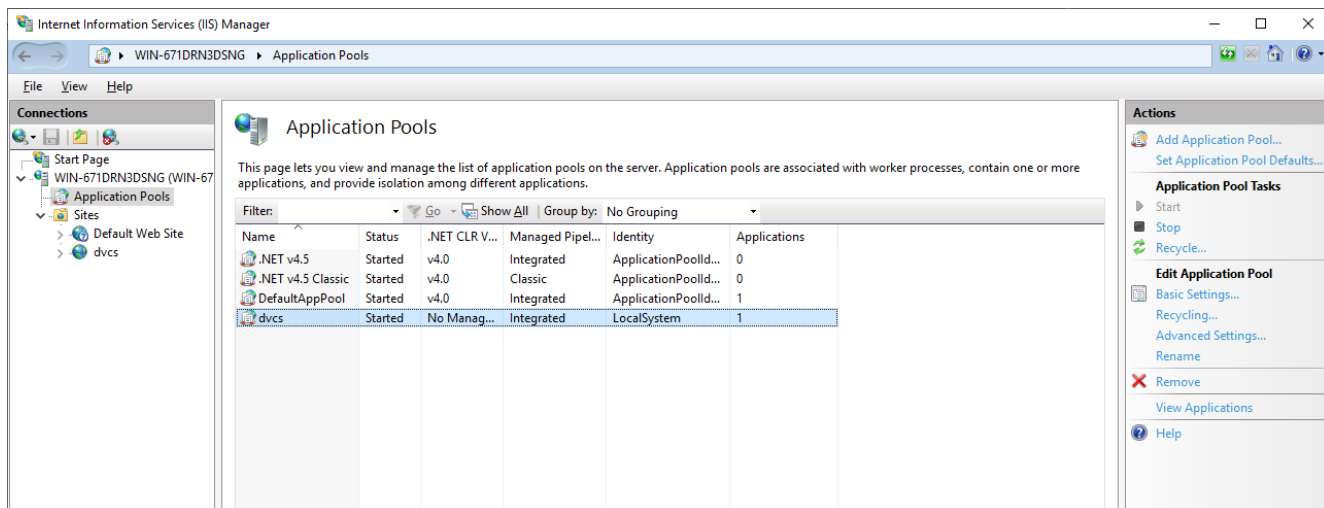 Internet Information Services (IIS) Manager
WIN-671DRN3DSNG Application Pools
File View Help
Connections
Start Page
WIN-671DRN3DSNG (WIN-67
Application Pools
Sites
Default Web Site
dvcs
Application Pools
This page lets you view and manage the list of application pools on the server. Application pools are associated with worker processes, contain one or more
applications, and provide isolation among different applications.
Filter: Go Show All Group by: No Grouping
Name Status .NET CLR V... Managed Pipel... Identity Applications
.NET v4.5 Started v4.0 Integrated ApplicationPoolId... 0
.NET v4.5 Classic Started v4.0 Classic ApplicationPoolId... 0
DefaultAppPool Started v4.0 Integrated ApplicationPoolId... 1
dvcs Started No Manag... Integrated LocalSystem 1
Actions
Add Application Pool...
Set Application Pool Defaults...
Application Pool Tasks
Start
Stop
Recycle...
Edit Application Pool
Basic Settings...
Recycling...
Advanced Settings...
Rename
Remove
View Applications
Help